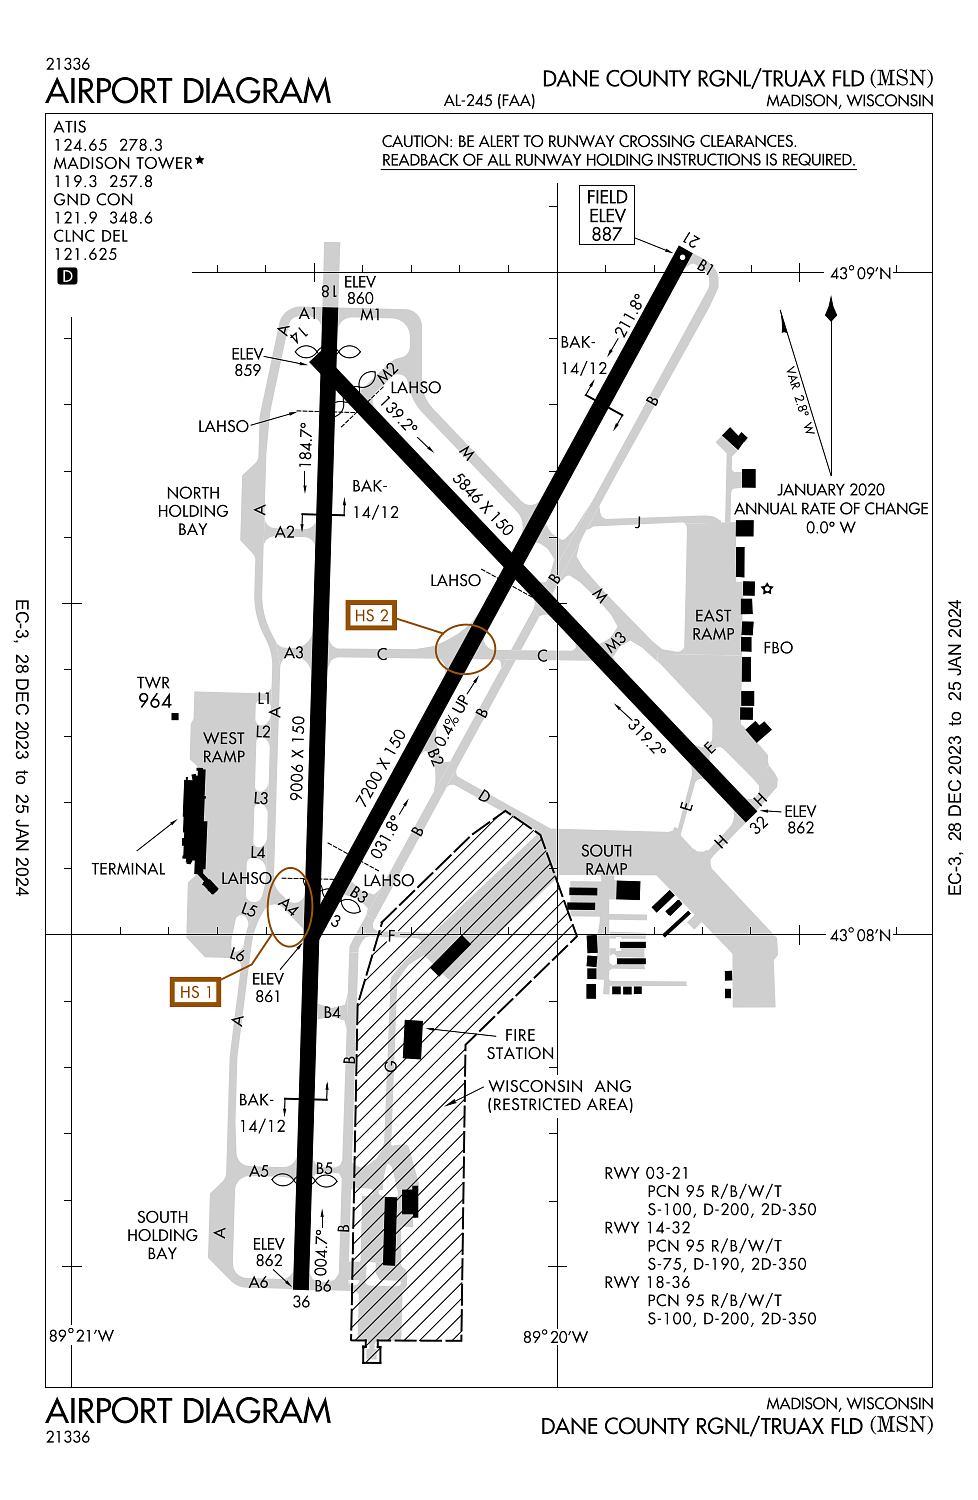 21336
AIRPORT DIAGRAM
AL-245 (FAA)
DANE COUNTY RGNL/TRUAX FLD (MSN)
MADISON, WISCONSIN
ATIS
124.65 278.3
MADISON TOWER★
119.3 257.8
GND CON
121.9 348.6
CLNC DEL
121.625
D
CAUTION: BE ALERT TO RUNWAY CROSSING CLEARANCES.
READBACK OF ALL RUNWAY HOLDING INSTRUCTIONS IS REQUIRED.
FIELD
ELEV
887
21
B1
43°09'N
18
ELEV
860
A1
M1
A
14
ELEV
859
M2
LAHSO
LAHSO
139.2°
184.7°
211.8°
BAK-
14/12
B
VAR 2.8° W
JANUARY 2020
ANNUAL RATE OF CHANGE
0.0° W
M
5846 X 150
NORTH
HOLDING
BAY
A
BAK-
14/12
A2
J
LAHSO
B
M
HS 2
EAST
RAMP
FBO
M3
A3
C
C
TWR
964
L1
A
L2
WEST
RAMP
9006 X 150
7200 X 150
0.4% UP
B
B2
319.2°
E
L3
D
E
H
H
32
ELEV
862
031.8°
B
TERMINAL
L4
LAHSO
LAHSO
SOUTH
RAMP
A4
B3
3
L5
F
43°08'N
L6
HS 1
ELEV
861
A
B4
B
G
FIRE
STATION
WISCONSIN ANG
(RESTRICTED AREA)
BAK-
14/12
A5
B5
SOUTH
HOLDING
BAY
A
B
004.7°
ELEV
862
A6
B6
36
RWY 03-21
PCN 95 R/B/W/T
S-100, D-200, 2D-350
RWY 14-32
PCN 95 R/B/W/T
S-75, D-190, 2D-350
RWY 18-36
PCN 95 R/B/W/T
S-100, D-200, 2D-350
89°21'W
89°20'W
EC-3, 28 DEC 2023 to 25 JAN 2024
EC-3, 28 DEC 2023 to 25 JAN 2024
AIRPORT DIAGRAM
21336
MADISON, WISCONSIN
DANE COUNTY RGNL/TRUAX FLD (MSN)